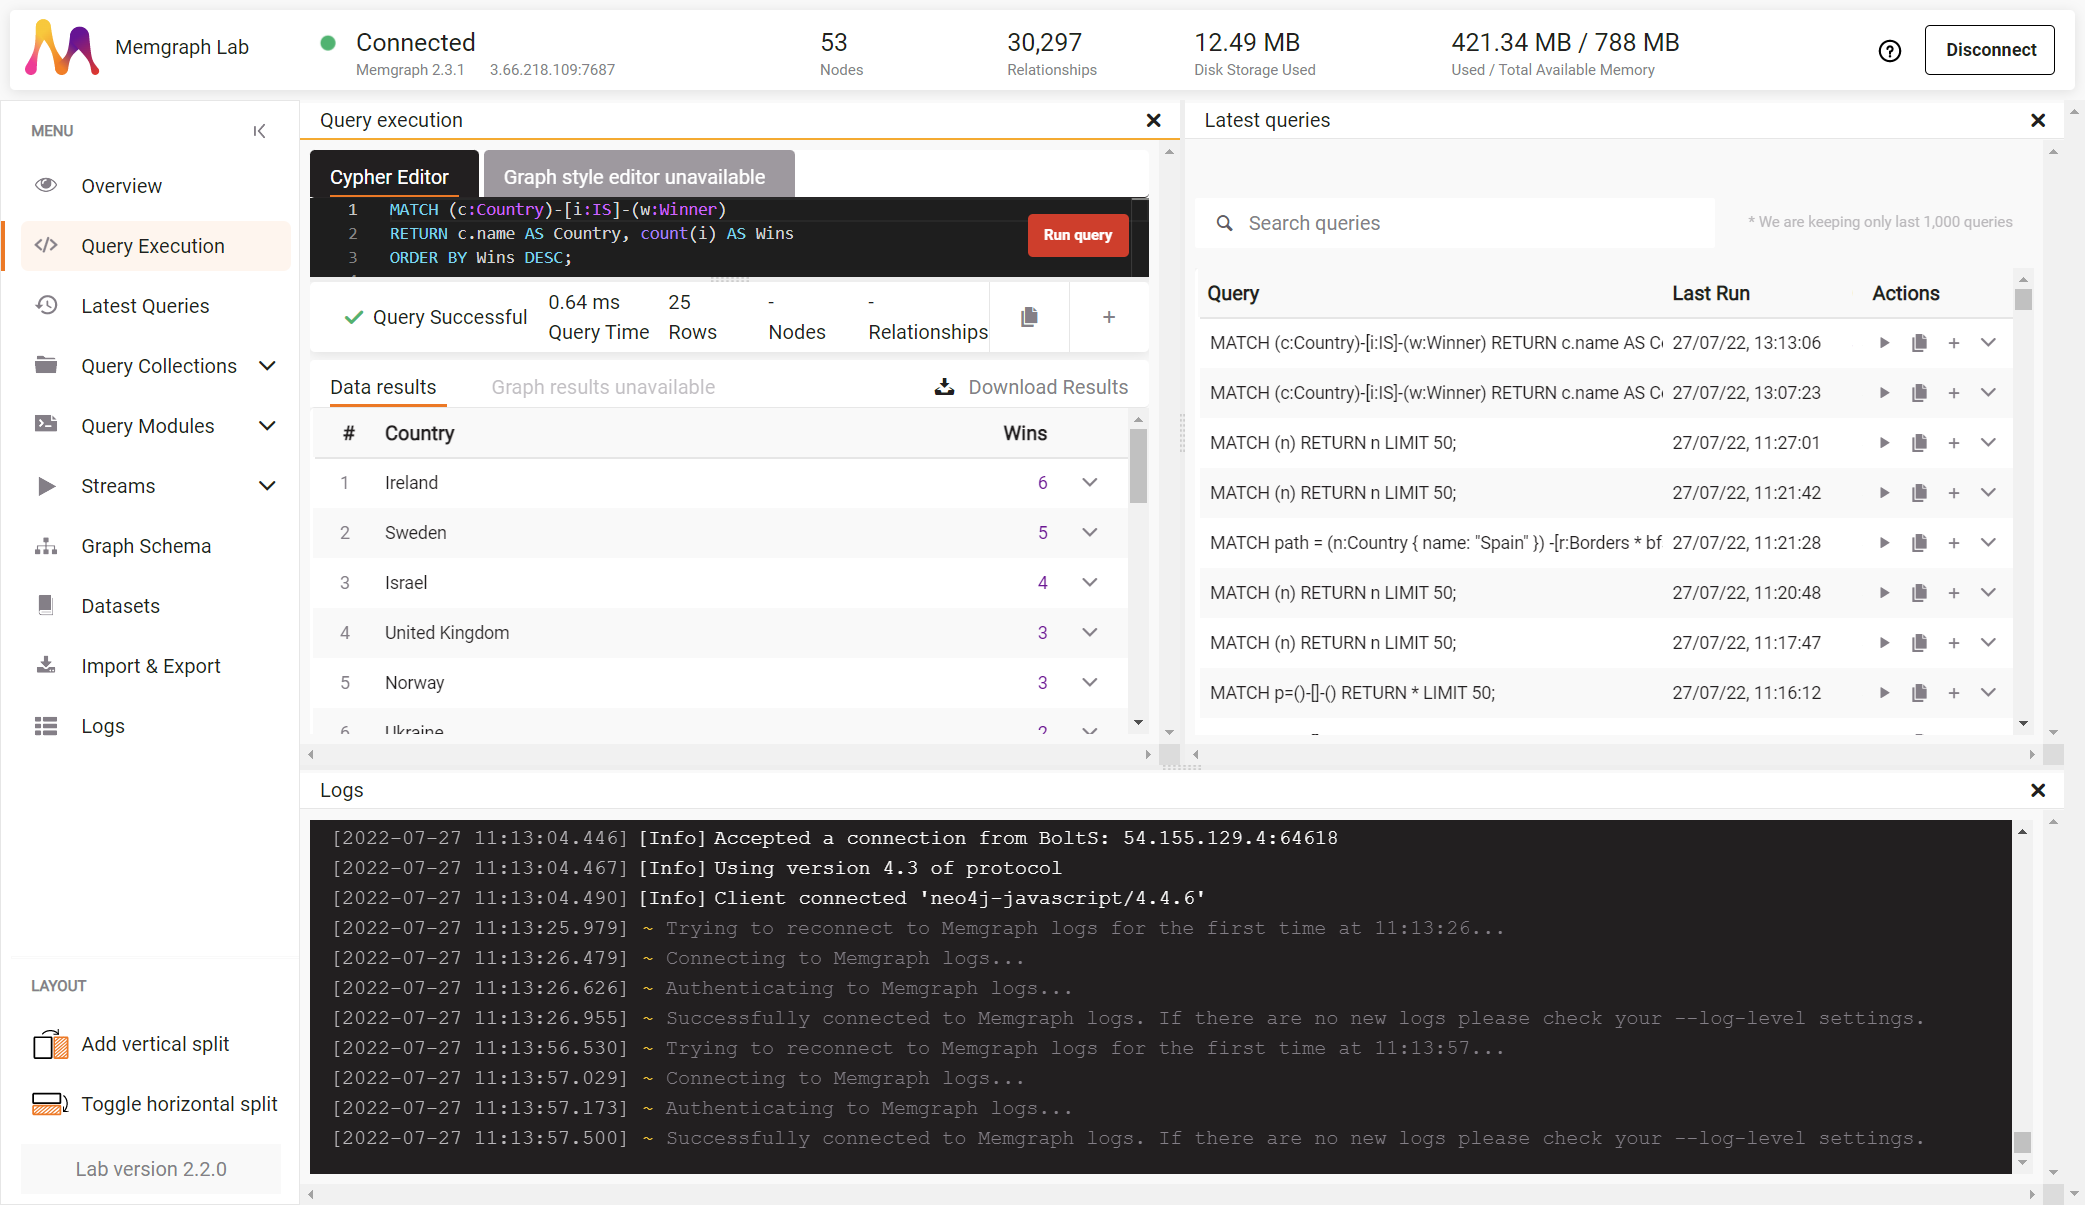 Memgraph Lab
Connected
Memgraph 2.3.1 3.66.218.109:7687
53
Nodes
30,297
Relationships
12.49 MB
Disk Storage Used
421.34 MB / 788 MB
Used / Total Available Memory
Disconnect
MENU
Overview
Query Execution
Latest Queries
Query Collections
Query Modules
Streams
Graph Schema
Datasets
Import & Export
Logs
LAYOUT
Add vertical split
Toggle horizontal split
Lab version 2.2.0
Query execution
Cypher Editor
Graph style editor unavailable
1 MATCH (c:Country)-[i:IS]-(w:Winner)
2 RETURN c.name AS Country, count(i) AS Wins
3 ORDER BY Wins DESC;
Run query
Query Successful
0.64 ms
Query Time
25
Rows
-
Nodes
-
Relationships
Data results
Graph results unavailable
Download Results
# Country Wins
1 Ireland 6
2 Sweden 5
3 Israel 4
4 United Kingdom 3
5 Norway 3
6 Ukraine 2
Latest queries
Search queries
* We are keeping only last 1,000 queries
Query Last Run Actions
MATCH (c:Country)-[i:IS]-(w:Winner) RETURN c.name AS Co 27/07/22, 13:13:06
MATCH (c:Country)-[i:IS]-(w:Winner) RETURN c.name AS Co 27/07/22, 13:07:23
MATCH (n) RETURN n LIMIT 50; 27/07/22, 11:27:01
MATCH (n) RETURN n LIMIT 50; 27/07/22, 11:21:42
MATCH path = (n:Country { name: "Spain" }) -[r:Borders * bf 27/07/22, 11:21:28
MATCH (n) RETURN n LIMIT 50; 27/07/22, 11:20:48
MATCH (n) RETURN n LIMIT 50; 27/07/22, 11:17:47
MATCH p=()-[]-() RETURN * LIMIT 50; 27/07/22, 11:16:12
Logs
[2022-07-27 11:13:04.446] [Info] Accepted a connection from BoltS: 54.155.129.4:64618
[2022-07-27 11:13:04.467] [Info] Using version 4.3 of protocol
[2022-07-27 11:13:04.490] [Info] Client connected 'neo4j-javascript/4.4.6'
[2022-07-27 11:13:25.979] ~ Trying to reconnect to Memgraph logs for the first time at 11:13:26...
[2022-07-27 11:13:26.479] ~ Connecting to Memgraph logs...
[2022-07-27 11:13:26.626] ~ Authenticating to Memgraph logs...
[2022-07-27 11:13:26.955] ~ Successfully connected to Memgraph logs. If there are no new logs please check your --log-level settings.
[2022-07-27 11:13:56.530] ~ Trying to reconnect to Memgraph logs for the first time at 11:13:57...
[2022-07-27 11:13:57.029] ~ Connecting to Memgraph logs...
[2022-07-27 11:13:57.173] ~ Authenticating to Memgraph logs...
[2022-07-27 11:13:57.500] ~ Successfully connected to Memgraph logs. If there are no new logs please check your --log-level settings.